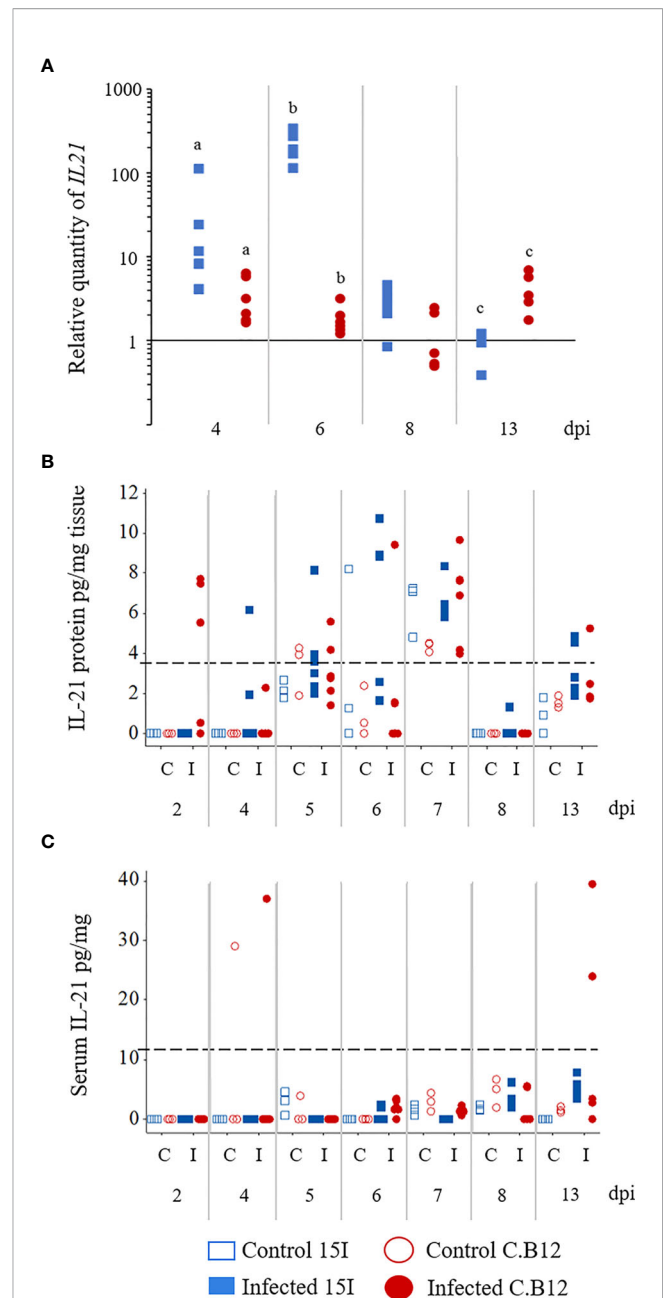 A
Relative quantity of IL21
1000
100
10
1
a
a
b
b
c
c
4 6 8 13 dpi
B
IL-21 protein pg/mg tissue
12
10
8
6
4
2
0
C I C I C I C I C I C I C I
2 4 5 6 7 8 13 dpi
C
Serum IL-21 pg/mg
40
30
20
10
0
C I C I C I C I C I C I C I
2 4 5 6 7 8 13 dpi
Control 15I Control C.B12
Infected 15I Infected C.B12